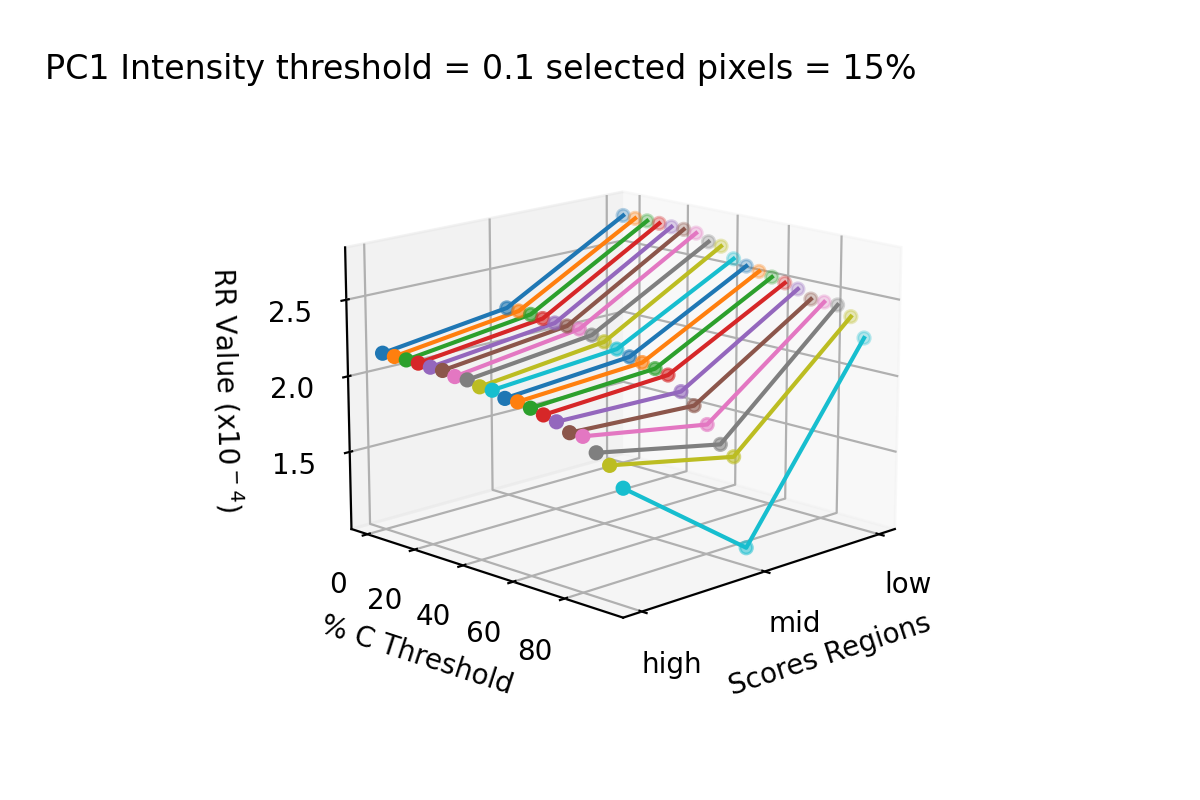 PC1 Intensity threshold = 0.1 selected pixels = 15%
RR Value (x10⁻⁴)
2.5
2.0
1.5
0
20
40
60
80
% C Threshold
high
mid
low
Scores Regions